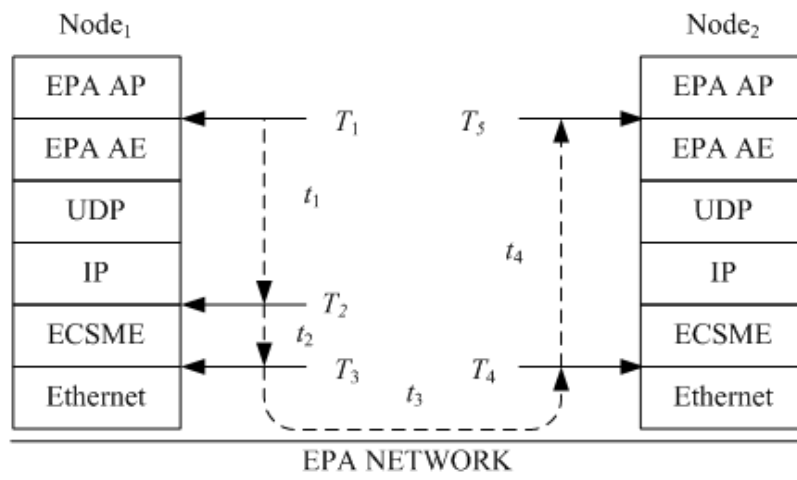 Node₁ Node₂
EPA AP EPA AP
T₁ T₅
EPA AE EPA AE
t₁
UDP UDP
t₄
IP IP
T₂
ECSME ECSME
t₂
T₃ T₄
Ethernet t₃ Ethernet
EPA NETWORK